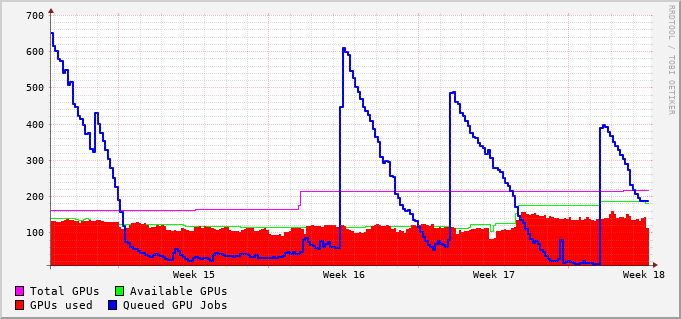 700
600
500
400
300
200
100
Week 15 Week 16 Week 17 Week 18
Total GPUs Available GPUs
GPUs used Queued GPU Jobs
RRDTOOL / TOBI OETIKER